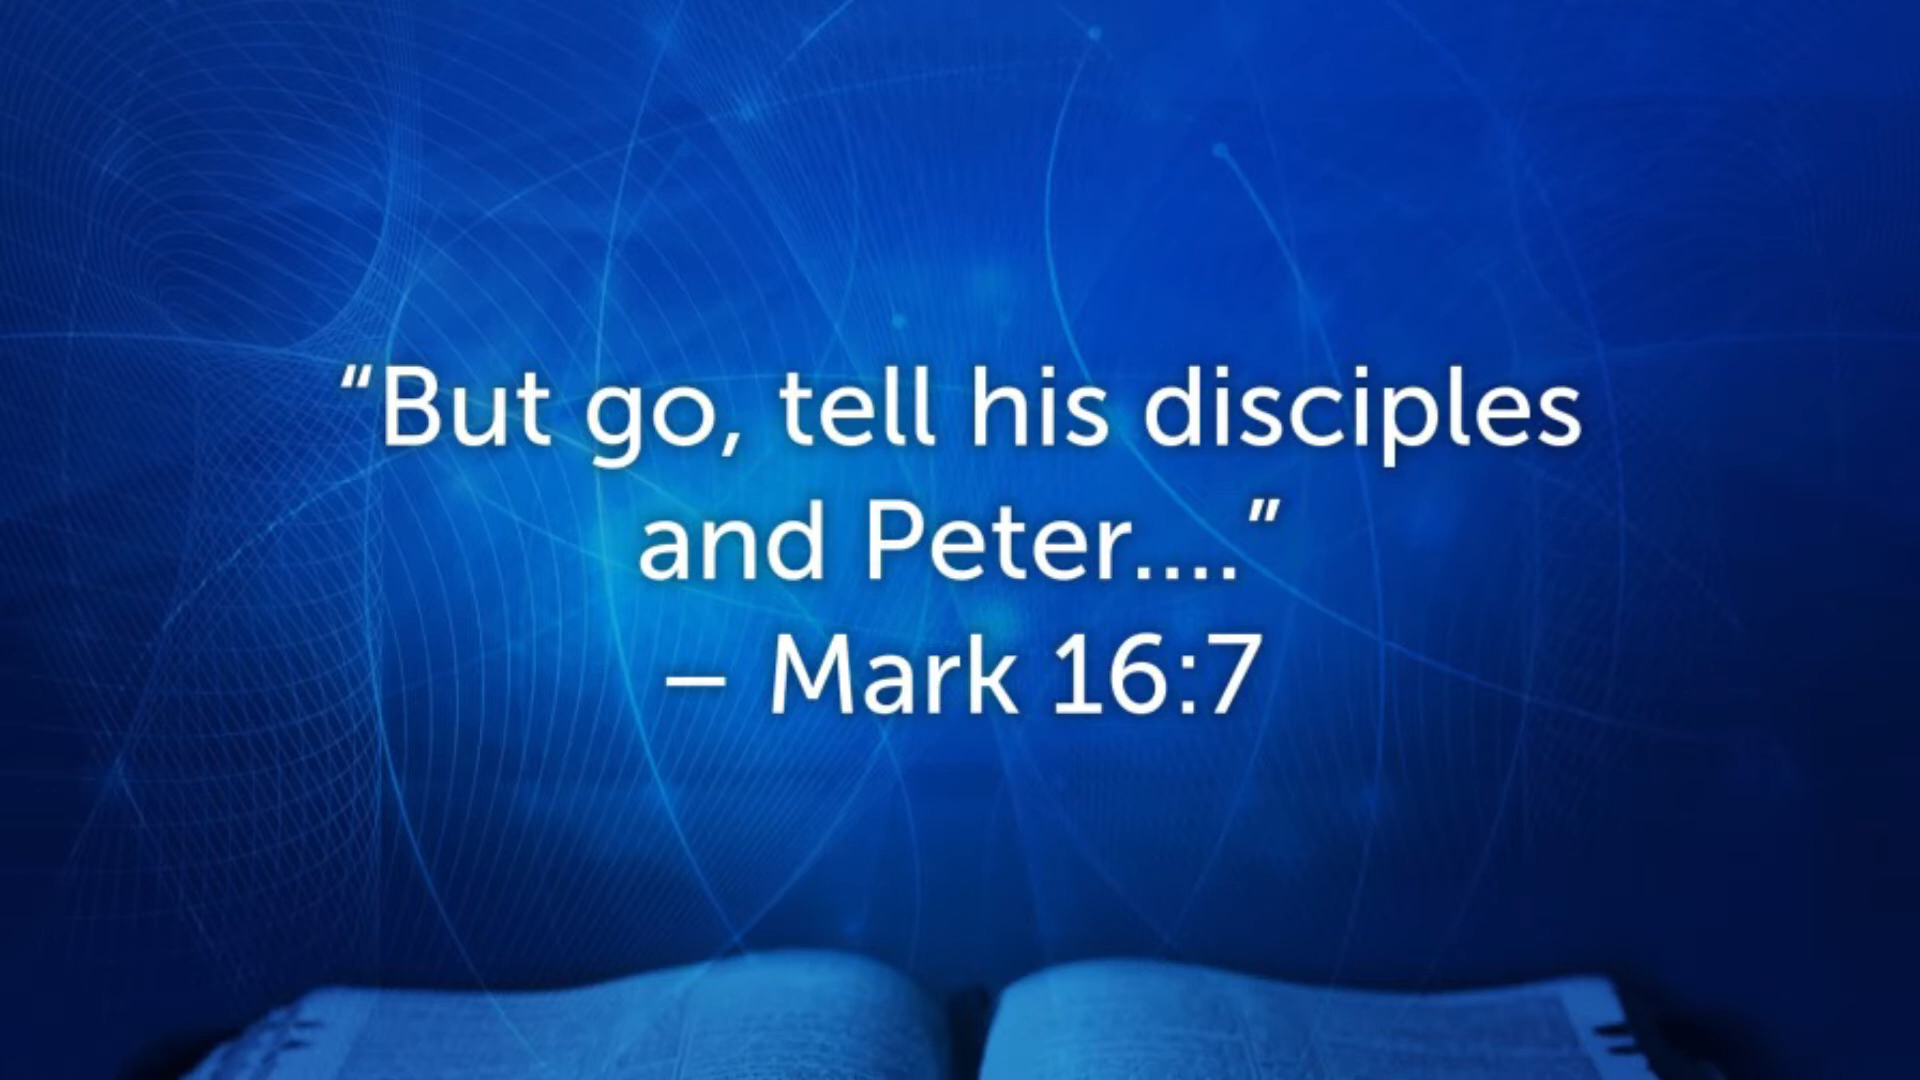 “But go, tell his disciples
and Peter....”
– Mark 16:7